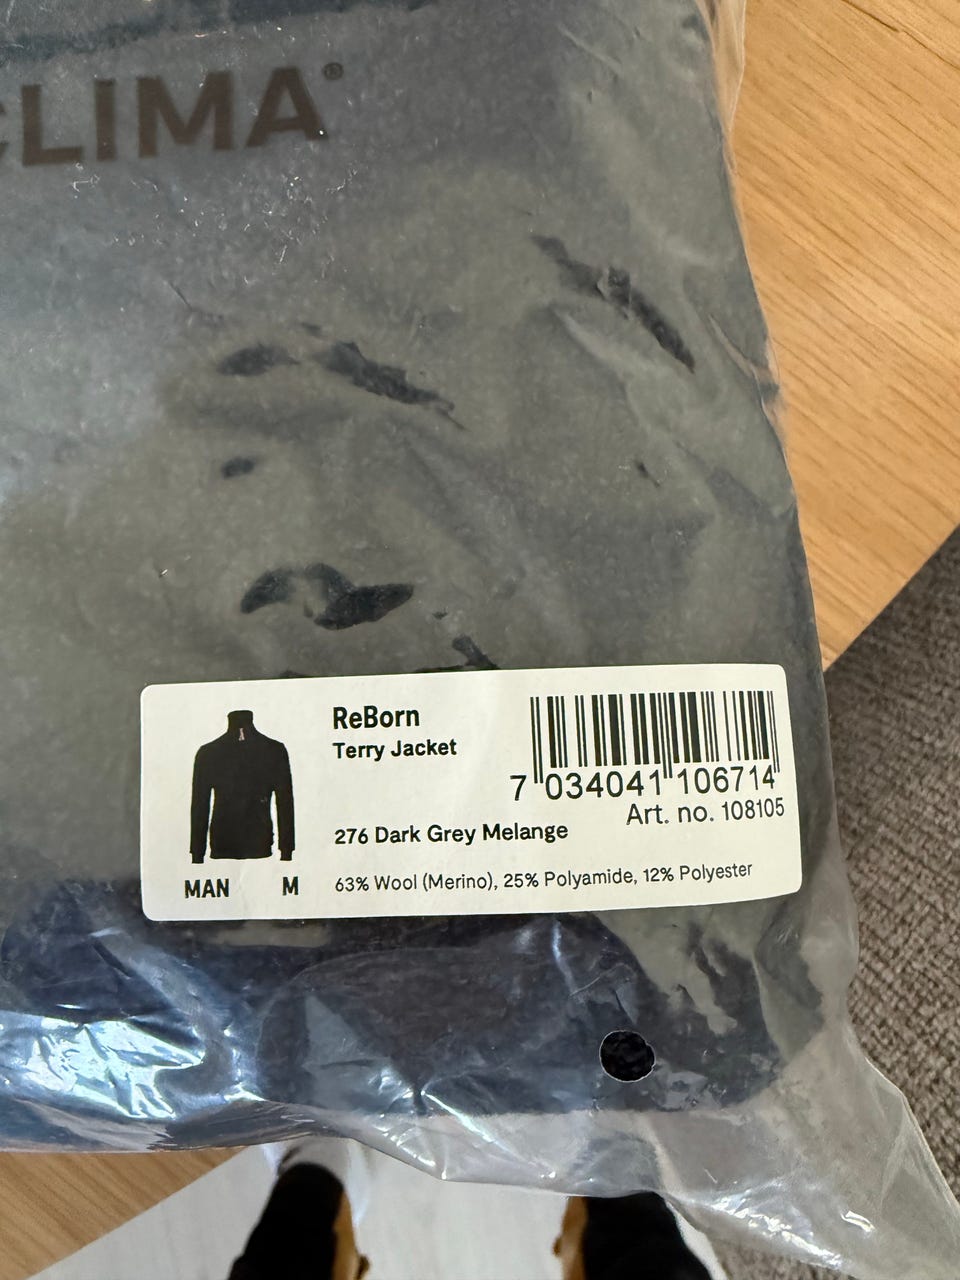 CLIMA®
ReBorn
Terry Jacket
7 034041 106714
Art. no. 108105
276 Dark Grey Melange
MAN M
63% Wool (Merino), 25% Polyamide, 12% Polyester